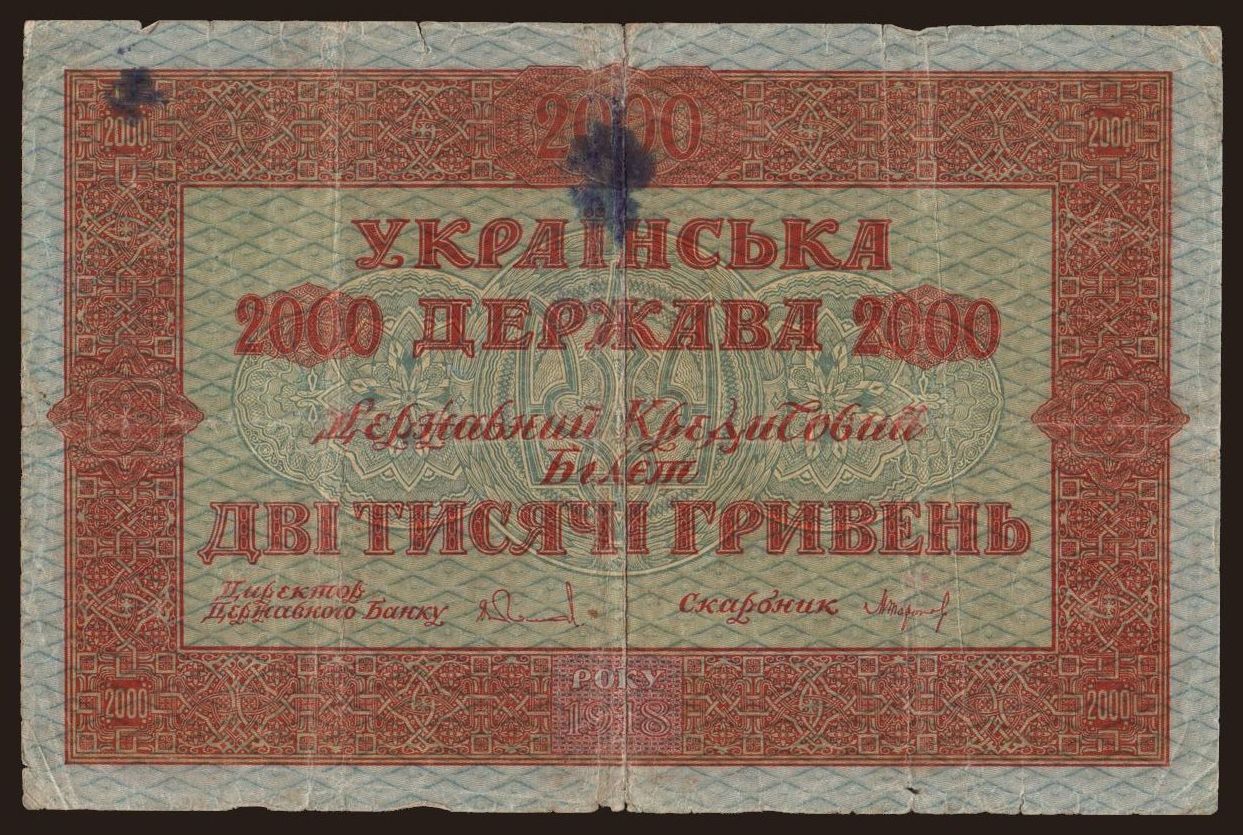 2000
2000 2000
УКРАЇНСЬКА
2000 ДЕРЖАВА 2000
Державний Кредитовий
Білет
ДВІ ТИСЯЧІ ГРИВЕНЬ
Директор
Державного Банку
Скарбник
РОКУ
1918
2000 2000